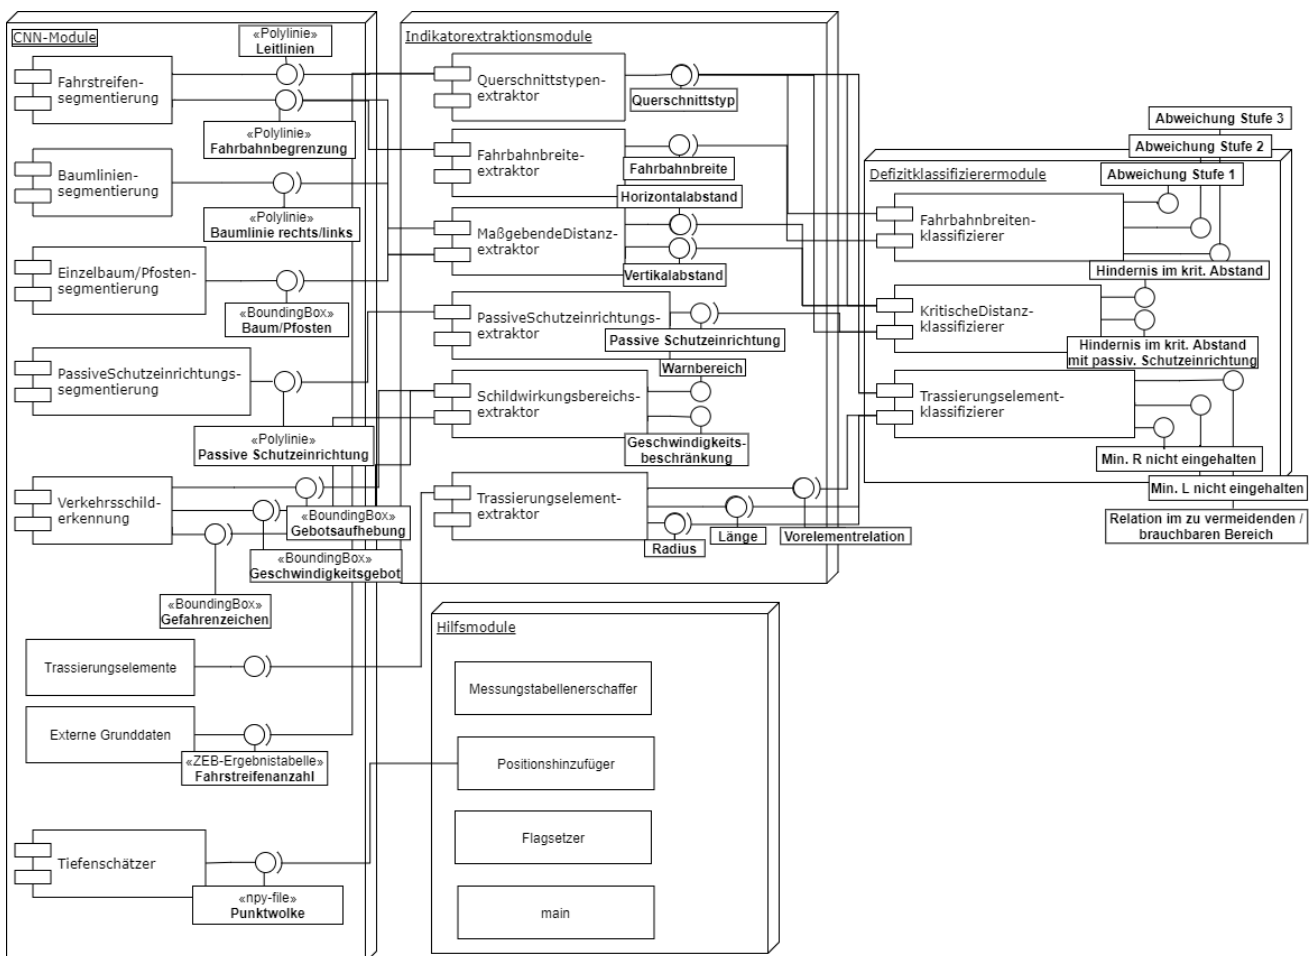 CNN-Module
«Polylinie»
Leitlinien
Fahrstreifen-
segmentierung
«Polylinie»
Fahrbahnbegrenzung
Baumlinien-
segmentierung
«Polylinie»
Baumlinie rechts/links
Einzelbaum/Pfosten-
segmentierung
«BoundingBox»
Baum/Pfosten
PassiveSchutzeinrichtungs-
segmentierung
«Polylinie»
Passive Schutzeinrichtung
Verkehrsschild-
erkennung
«BoundingBox»
Gebotsaufhebung
«BoundingBox»
Geschwindigkeitsgebot
«BoundingBox»
Gefahrenzeichen
Trassierungselemente
Externe Grunddaten
«ZEB-Ergebnistabelle»
Fahrstreifenanzahl
Tiefenschätzer
«npy-file»
Punktwolke
Indikatorextraktionsmodule
Querschnittstypen-
extraktor
Querschnittstyp
Fahrbahnbreite-
extraktor
Fahrbahnbreite
Horizontalabstand
MaßgebendeDistanz-
extraktor
Vertikalabstand
PassiveSchutzeinrichtungs-
extraktor
Passive Schutzeinrichtung
Warnbereich
Schildwirkungsbereichs-
extraktor
Geschwindigkeits-
beschränkung
Trassierungselement-
extraktor
Radius
Länge
Vorelementrelation
Hilfsmodule
Messungstabellenerschaffer
Positionshinzufüger
Flagsetzer
main
Abweichung Stufe 3
Abweichung Stufe 2
Defizitklassifizierermodule
Abweichung Stufe 1
Fahrbahnbreiten-
klassifizierer
Hindernis im krit. Abstand
KritischeDistanz-
klassifizierer
Hindernis im krit. Abstand
mit passiv. Schutzeinrichtung
Trassierungselement-
klassifizierer
Min. R nicht eingehalten
Min. L nicht eingehalten
Relation im zu vermeidenden /
brauchbaren Bereich